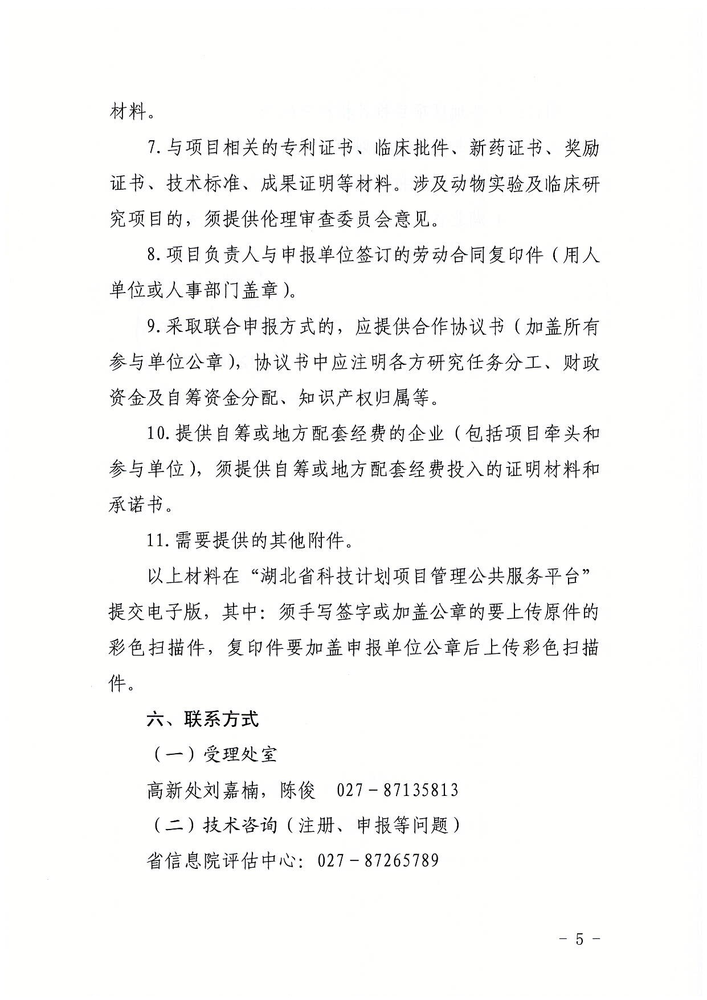 材料。
7.与项目相关的专利证书、临床批件、新药证书、奖励
证书、技术标准、成果证明等材料。涉及动物实验及临床研
究项目的，须提供伦理审查委员会意见。
8.项目负责人与申报单位签订的劳动合同复印件（用人
单位或人事部门盖章）。
9.采取联合申报方式的，应提供合作协议书（加盖所有
参与单位公章），协议书中应注明各方研究任务分工、财政
资金及自筹资金分配、知识产权归属等。
10.提供自筹或地方配套经费的企业（包括项目牵头和
参与单位），须提供自筹或地方配套经费投入的证明材料和
承诺书。
11.需要提供的其他附件。
以上材料在“湖北省科技计划项目管理公共服务平台”
提交电子版，其中：须手写签字或加盖公章的要上传原件的
彩色扫描件，复印件要加盖申报单位公章后上传彩色扫描
件。
六、联系方式
（一）受理处室
高新处刘嘉楠，陈俊 027－87135813
（二）技术咨询（注册、申报等问题）
省信息院评估中心：027－87265789
- 5 -